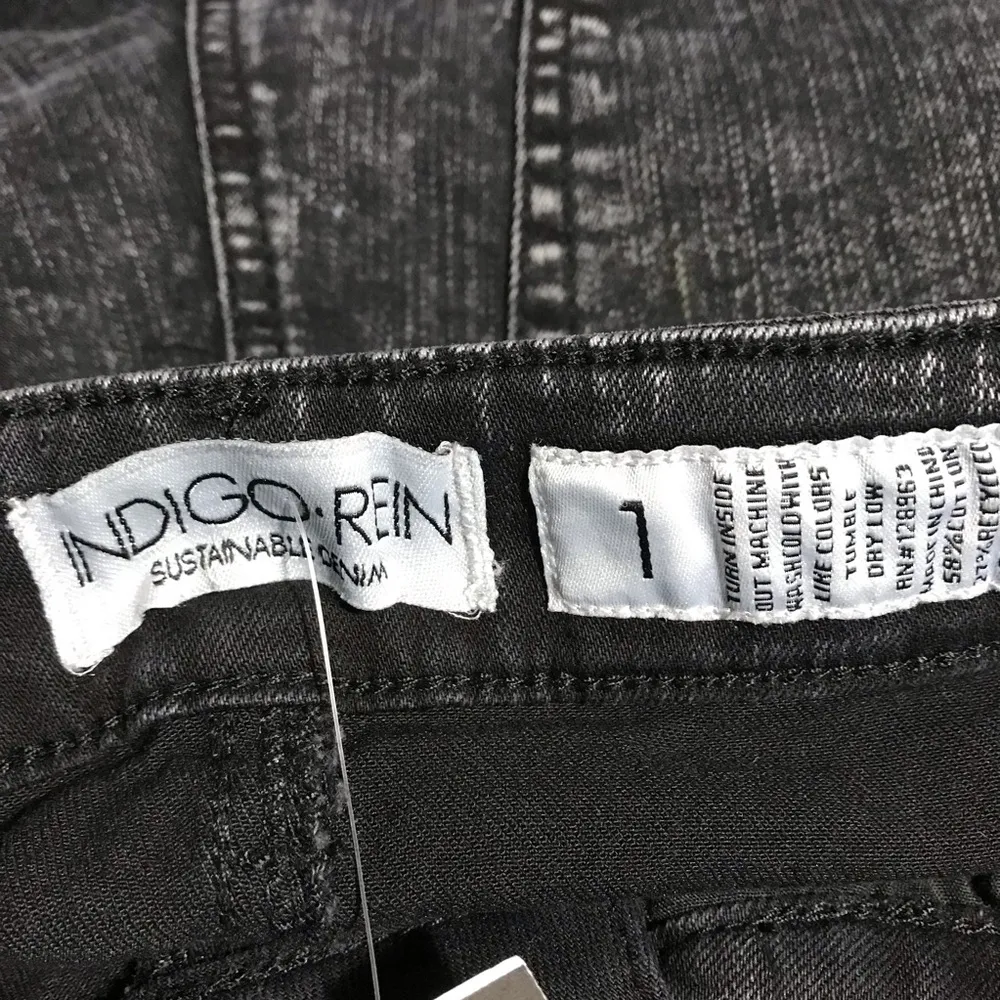 INDIGO·REIN
SUSTAINABLE DENIM
1
TURN INSIDE
OUT MACHINE
WASH COLD WITH
LIKE COLORS
TUMBLE
DRY LOW
RN#128963
MADE IN CHINA
58% COTTON
RECYCLED